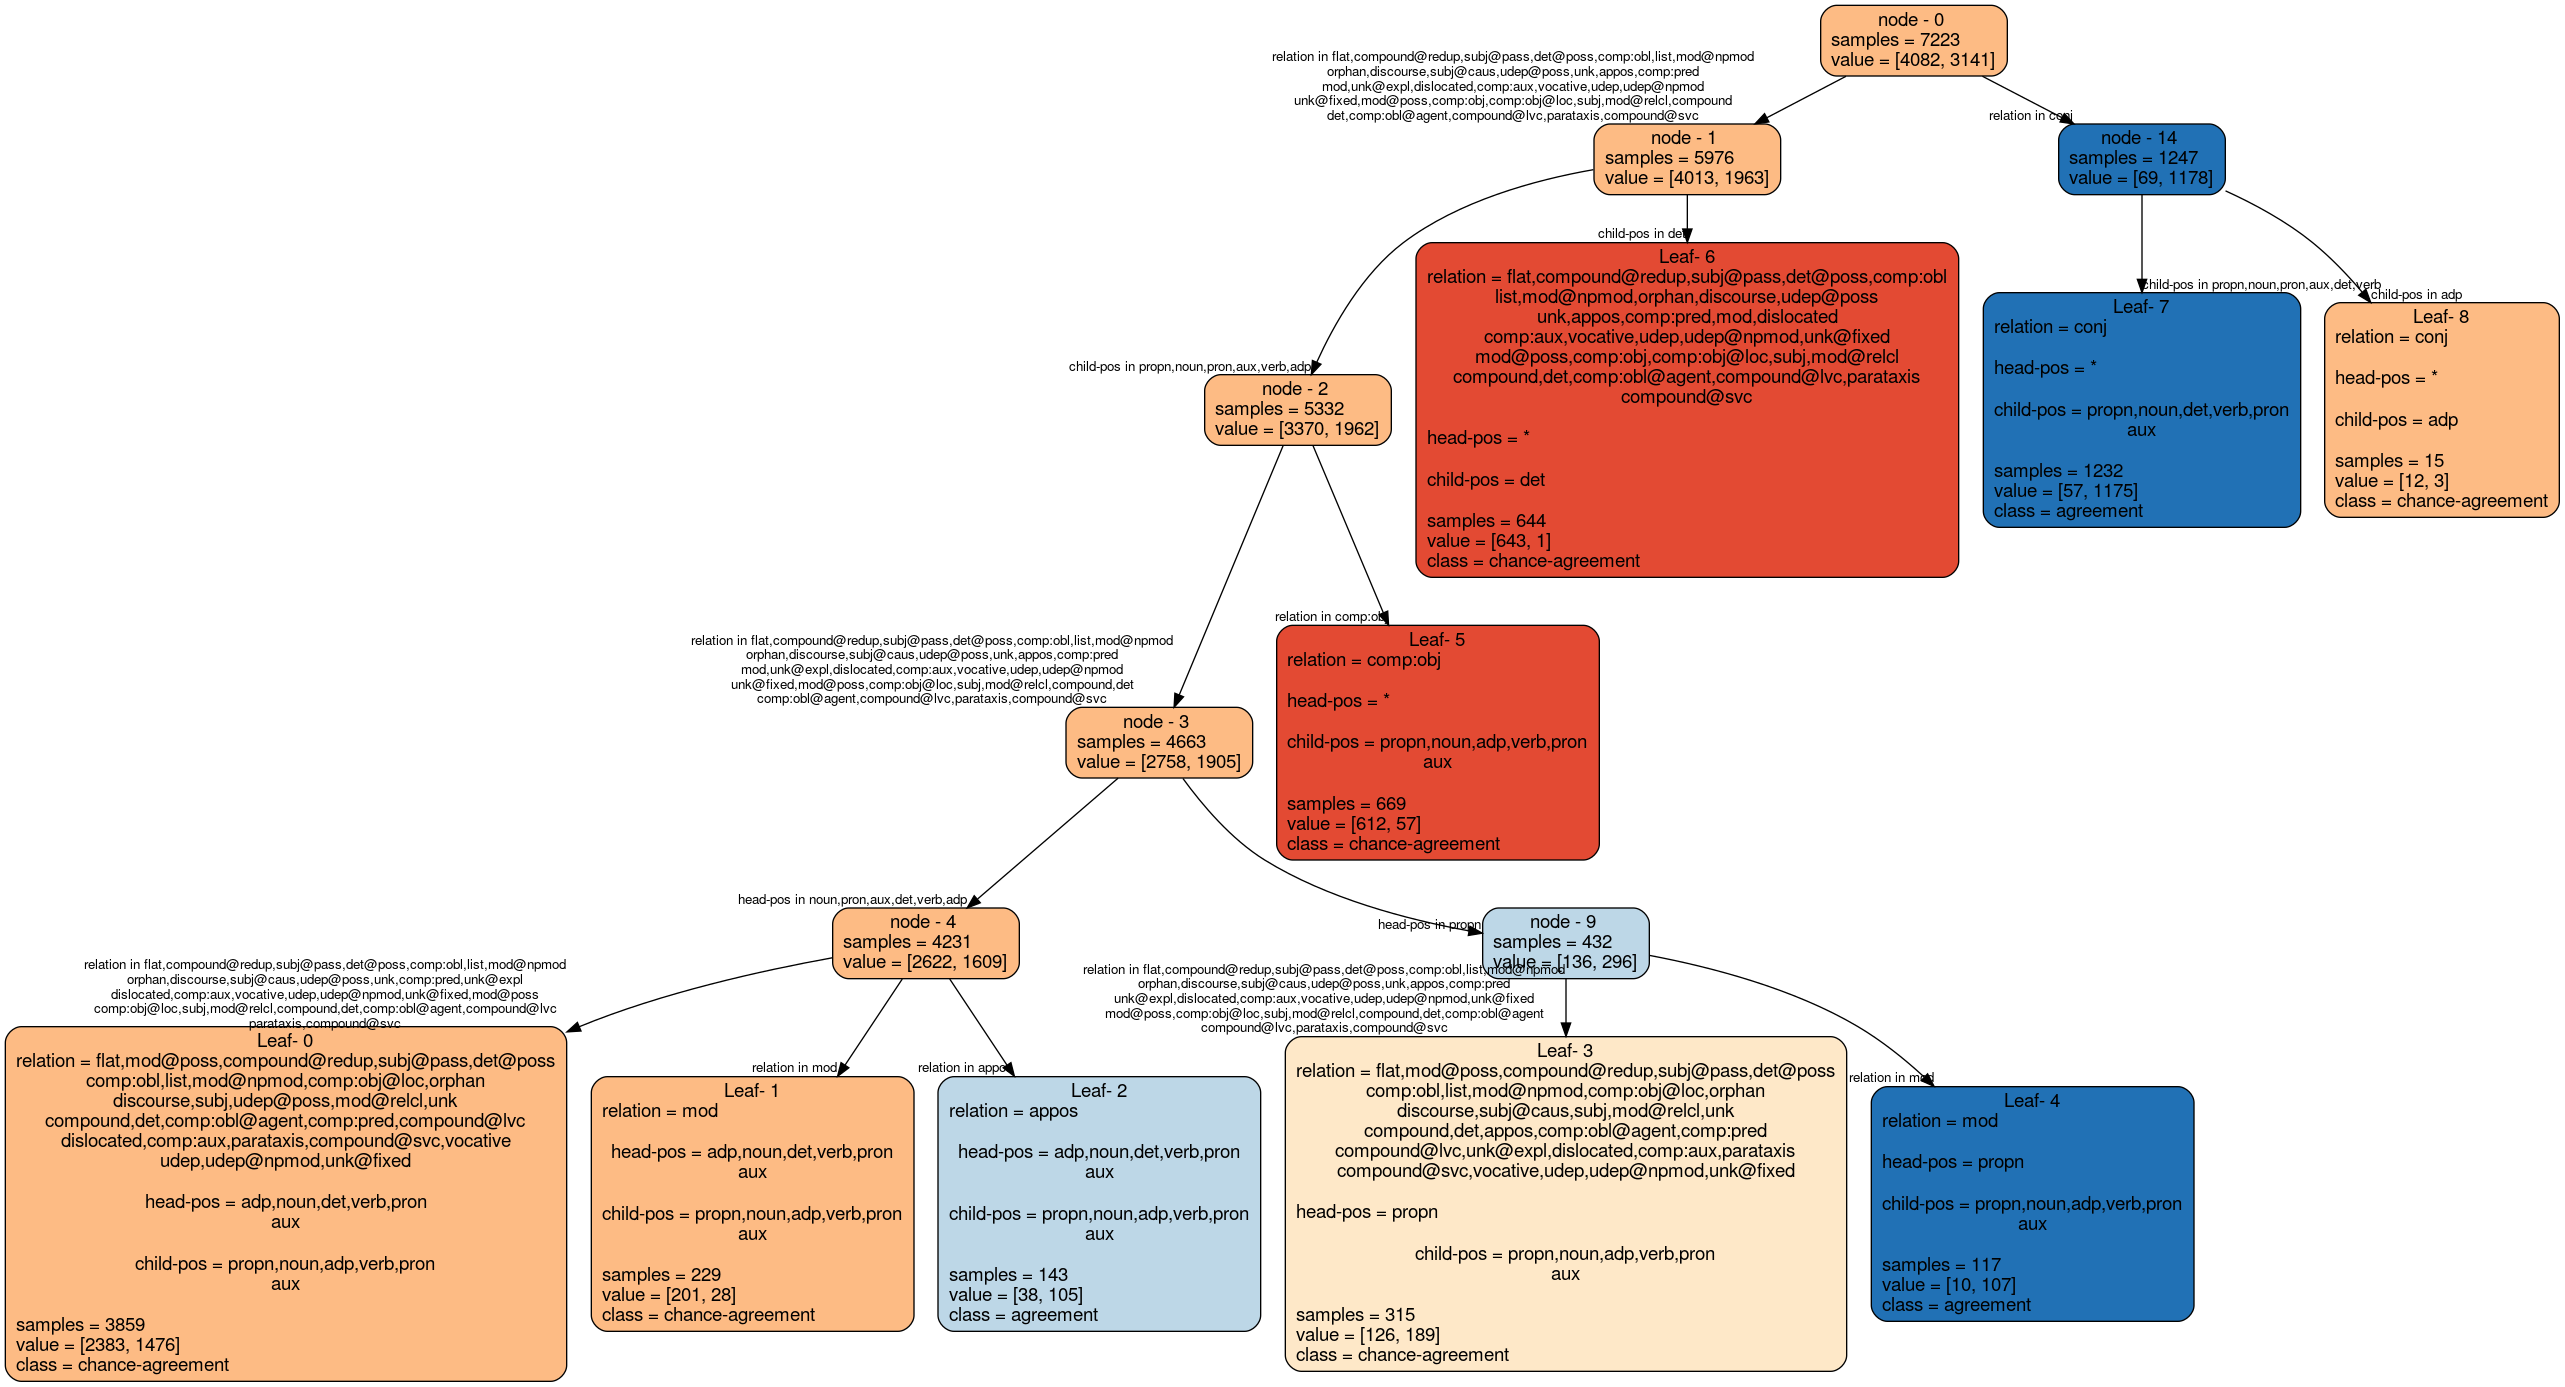 node - 0
samples = 7223
value = [4082, 3141]
relation in flat,compound@redup,subj@pass,det@poss,comp:obl,list,mod@npmod
orphan,discourse,subj@caus,udep@poss,unk,appos,comp:pred
mod,unk@expl,dislocated,comp:aux,vocative,udep,udep@npmod
unk@fixed,mod@poss,comp:obj,comp:obj@loc,subj,mod@relcl,compound
det,comp:obl@agent,compound@lvc,parataxis,compound@svc
relation in conj
node - 1
samples = 5976
value = [4013, 1963]
node - 14
samples = 1247
value = [69, 1178]
child-pos in det
Leaf- 6
relation = flat,compound@redup,subj@pass,det@poss,comp:obl
list,mod@npmod,orphan,discourse,udep@poss
unk,appos,comp:pred,mod,dislocated
comp:aux,vocative,udep,udep@npmod,unk@fixed
mod@poss,comp:obj,comp:obj@loc,subj,mod@relcl
compound,det,comp:obl@agent,compound@lvc,parataxis
compound@svc
head-pos = *
child-pos = det
samples = 644
value = [643, 1]
class = chance-agreement
child-pos in propn,noun,pron,aux,det,verb
Leaf- 7
relation = conj
head-pos = *
child-pos = propn,noun,det,verb,pron
aux
samples = 1232
value = [57, 1175]
class = agreement
child-pos in adp
Leaf- 8
relation = conj
head-pos = *
child-pos = adp
samples = 15
value = [12, 3]
class = chance-agreement
child-pos in propn,noun,pron,aux,verb,adp
node - 2
samples = 5332
value = [3370, 1962]
relation in comp:obj
Leaf- 5
relation = comp:obj
head-pos = *
child-pos = propn,noun,adp,verb,pron
aux
samples = 669
value = [612, 57]
class = chance-agreement
relation in flat,compound@redup,subj@pass,det@poss,comp:obl,list,mod@npmod
orphan,discourse,subj@caus,udep@poss,unk,appos,comp:pred
mod,unk@expl,dislocated,comp:aux,vocative,udep,udep@npmod
unk@fixed,mod@poss,comp:obj@loc,subj,mod@relcl,compound,det
comp:obl@agent,compound@lvc,parataxis,compound@svc
node - 3
samples = 4663
value = [2758, 1905]
head-pos in noun,pron,aux,det,verb,adp
node - 4
samples = 4231
value = [2622, 1609]
head-pos in propn
node - 9
samples = 432
value = [136, 296]
relation in flat,compound@redup,subj@pass,det@poss,comp:obl,list,mod@npmod
orphan,discourse,subj@caus,udep@poss,unk,comp:pred,unk@expl
dislocated,comp:aux,vocative,udep,udep@npmod,unk@fixed,mod@poss
comp:obj@loc,subj,mod@relcl,compound,det,comp:obl@agent,compound@lvc
parataxis,compound@svc
Leaf- 0
relation = flat,mod@poss,compound@redup,subj@pass,det@poss
comp:obl,list,mod@npmod,comp:obj@loc,orphan
discourse,subj,udep@poss,mod@relcl,unk
compound,det,comp:obl@agent,comp:pred,compound@lvc
dislocated,comp:aux,parataxis,compound@svc,vocative
udep,udep@npmod,unk@fixed
head-pos = adp,noun,det,verb,pron
aux
child-pos = propn,noun,adp,verb,pron
aux
samples = 3859
value = [2383, 1476]
class = chance-agreement
relation in mod
Leaf- 1
relation = mod
head-pos = adp,noun,det,verb,pron
aux
child-pos = propn,noun,adp,verb,pron
aux
samples = 229
value = [201, 28]
class = chance-agreement
relation in appos
Leaf- 2
relation = appos
head-pos = adp,noun,det,verb,pron
aux
child-pos = propn,noun,adp,verb,pron
aux
samples = 143
value = [38, 105]
class = agreement
relation in flat,compound@redup,subj@pass,det@poss,comp:obl,list,mod@npmod
orphan,discourse,subj@caus,udep@poss,unk,appos,comp:pred
unk@expl,dislocated,comp:aux,vocative,udep,udep@npmod,unk@fixed
mod@poss,comp:obj@loc,subj,mod@relcl,compound,det,comp:obl@agent
compound@lvc,parataxis,compound@svc
Leaf- 3
relation = flat,mod@poss,compound@redup,subj@pass,det@poss
comp:obl,list,mod@npmod,comp:obj@loc,orphan
discourse,subj@caus,subj,mod@relcl,unk
compound,det,appos,comp:obl@agent,comp:pred
compound@lvc,unk@expl,dislocated,comp:aux,parataxis
compound@svc,vocative,udep,udep@npmod,unk@fixed
head-pos = propn
child-pos = propn,noun,adp,verb,pron
aux
samples = 315
value = [126, 189]
class = chance-agreement
relation in mod
Leaf- 4
relation = mod
head-pos = propn
child-pos = propn,noun,adp,verb,pron
aux
samples = 117
value = [10, 107]
class = agreement